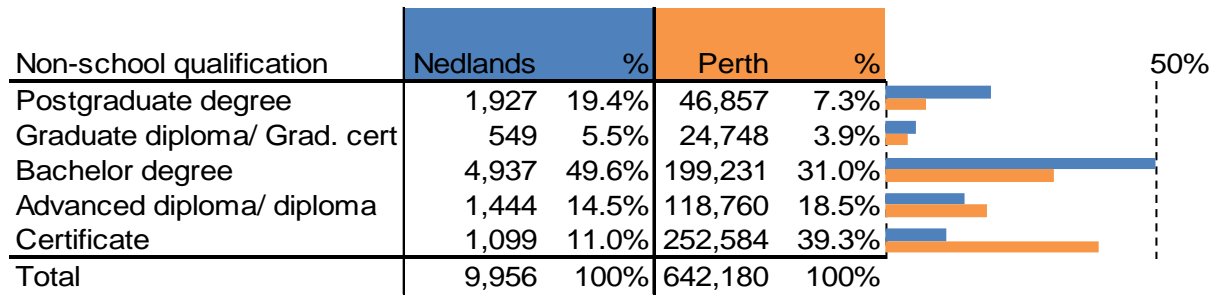 Non-school qualification Nedlands % Perth % 50%
Postgraduate degree 1,927 19.4% 46,857 7.3%
Graduate diploma/ Grad. cert 549 5.5% 24,748 3.9%
Bachelor degree 4,937 49.6% 199,231 31.0%
Advanced diploma/ diploma 1,444 14.5% 118,760 18.5%
Certificate 1,099 11.0% 252,584 39.3%
Total 9,956 100% 642,180 100%